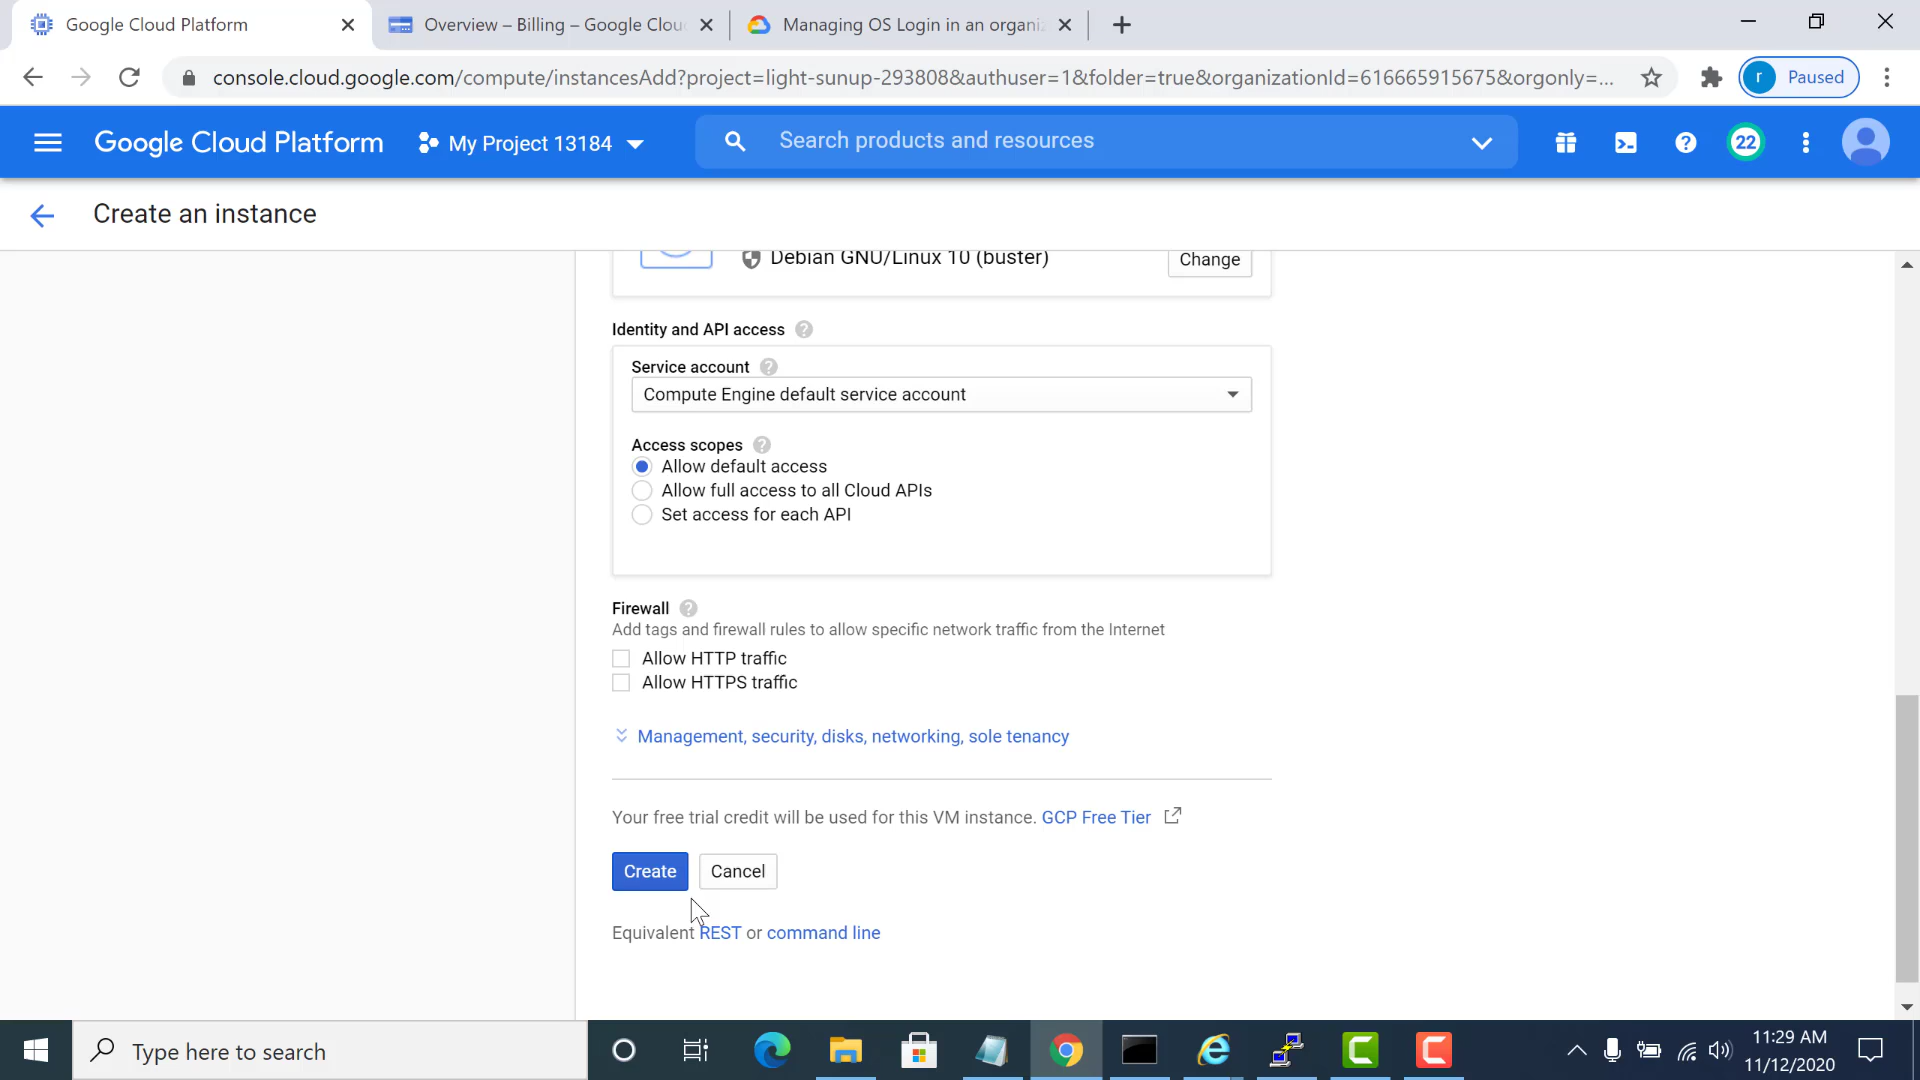 Google Cloud Platform
Overview – Billing – Google Clou
Managing OS Login in an organi
console.cloud.google.com/compute/instancesAdd?project=light-sunup-293808&authuser=1&folder=true&organizationId=616665915675&orgonly=...
r Paused
Google Cloud Platform
My Project 13184
Search products and resources
22
Create an instance
Debian GNU/Linux 10 (buster)
Change
Identity and API access
Service account
Compute Engine default service account
Access scopes
Allow default access
Allow full access to all Cloud APIs
Set access for each API
Firewall
Add tags and firewall rules to allow specific network traffic from the Internet
Allow HTTP traffic
Allow HTTPS traffic
Management, security, disks, networking, sole tenancy
Your free trial credit will be used for this VM instance. GCP Free Tier
Create
Cancel
Equivalent REST or command line
Type here to search
11:29 AM
11/12/2020